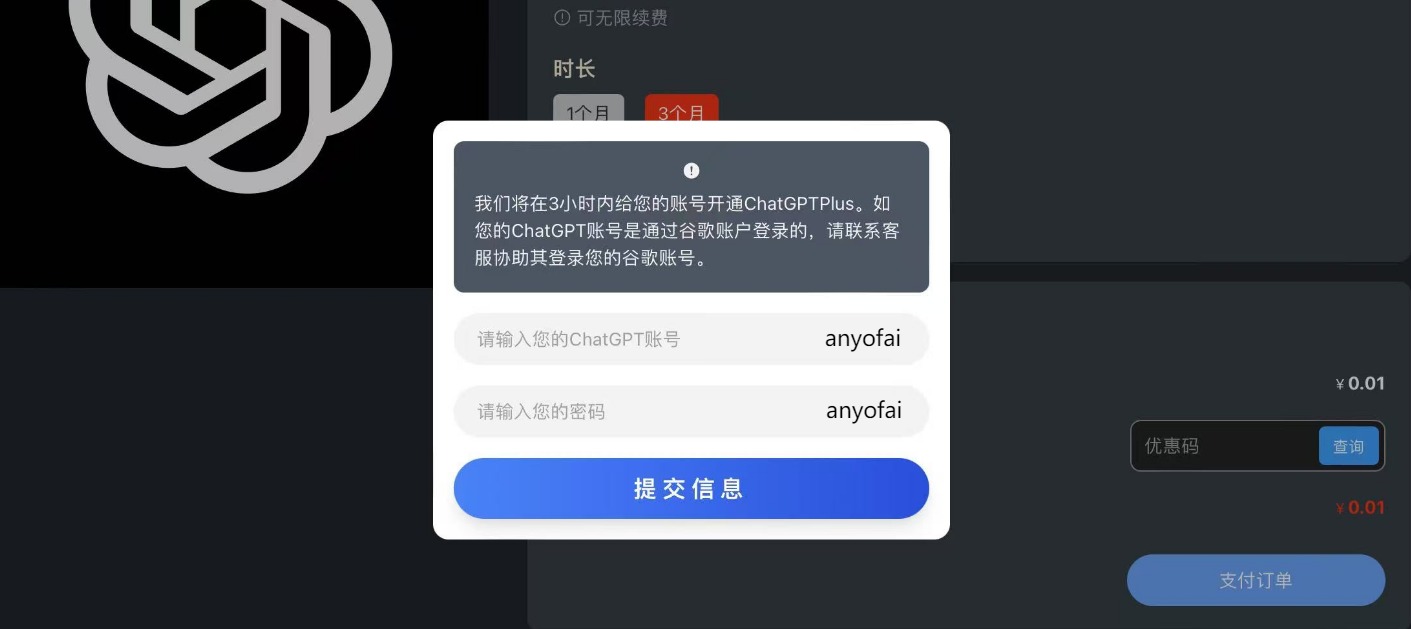 可无限续费
时长
1个月
3个月
我们将在3小时内给您的账号开通ChatGPTPlus。如
您的ChatGPT账号是通过谷歌账户登录的，请联系客
服协助其登录您的谷歌账号。
请输入您的ChatGPT账号 anyofai
请输入您的密码 anyofai
提交信息
¥0.01
优惠码 查询
¥0.01
支付订单